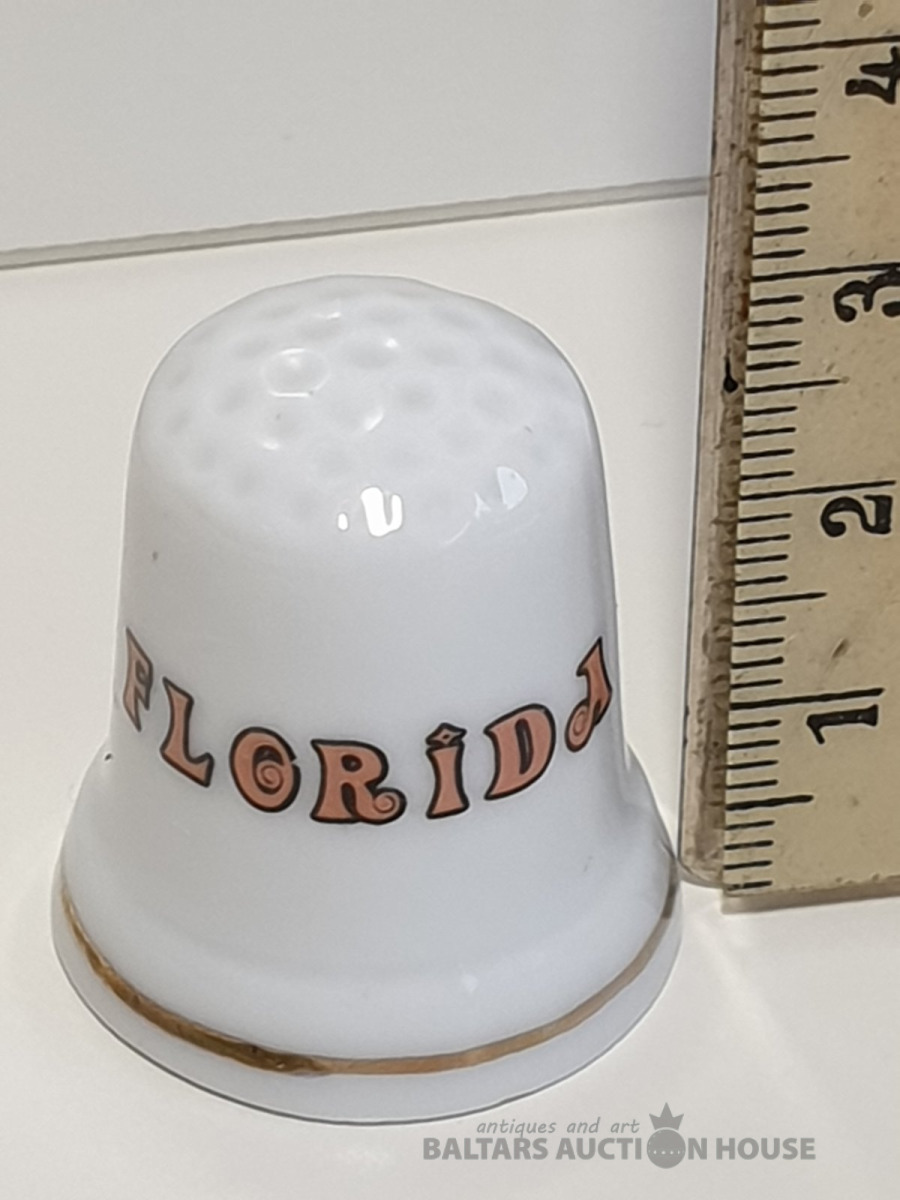 4
3
2
1
FLORiDA
antiques and art
BALTARS AUCTION HOUSE